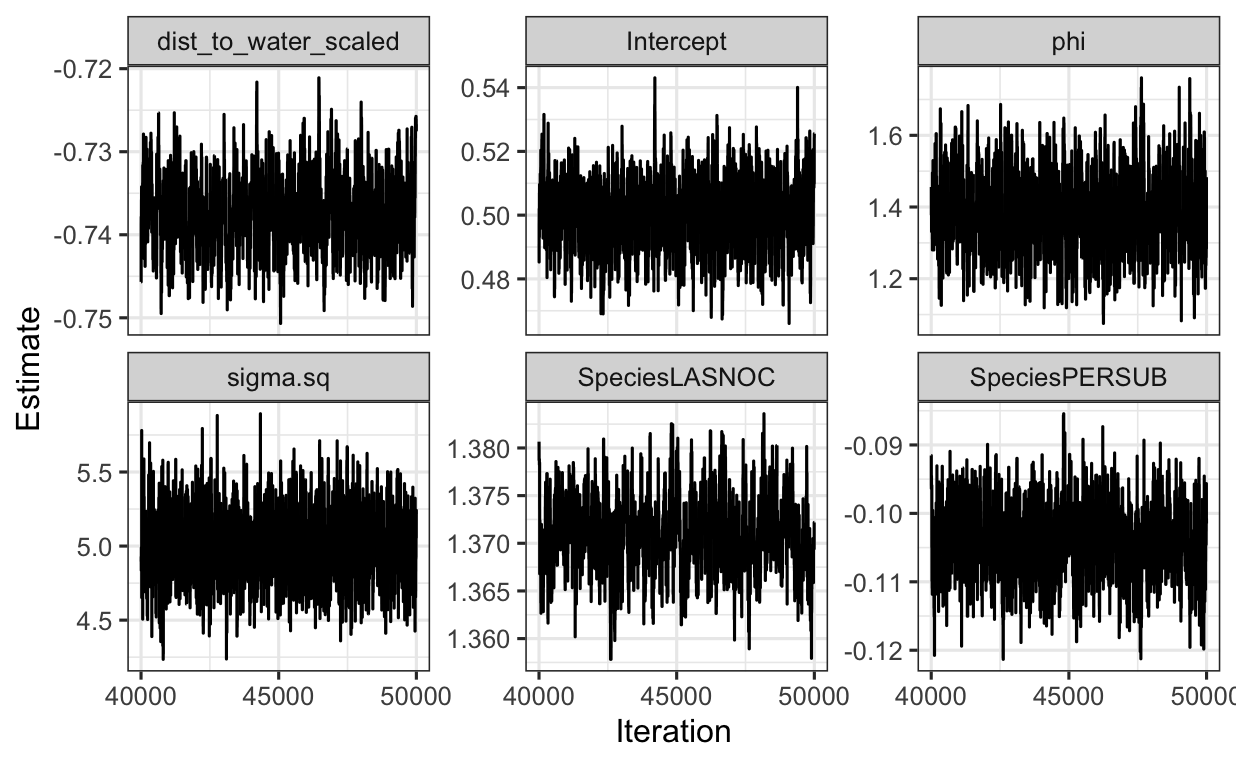 dist_to_water_scaled
Intercept
phi
-0.72
-0.73
-0.74
-0.75
0.54
0.52
0.50
0.48
1.6
1.4
1.2
Estimate
sigma.sq
SpeciesLASNOC
SpeciesPERSUB
5.5
5.0
4.5
1.380
1.375
1.370
1.365
1.360
-0.09
-0.10
-0.11
-0.12
40000 45000 50000
40000 45000 50000
40000 45000 50000
Iteration